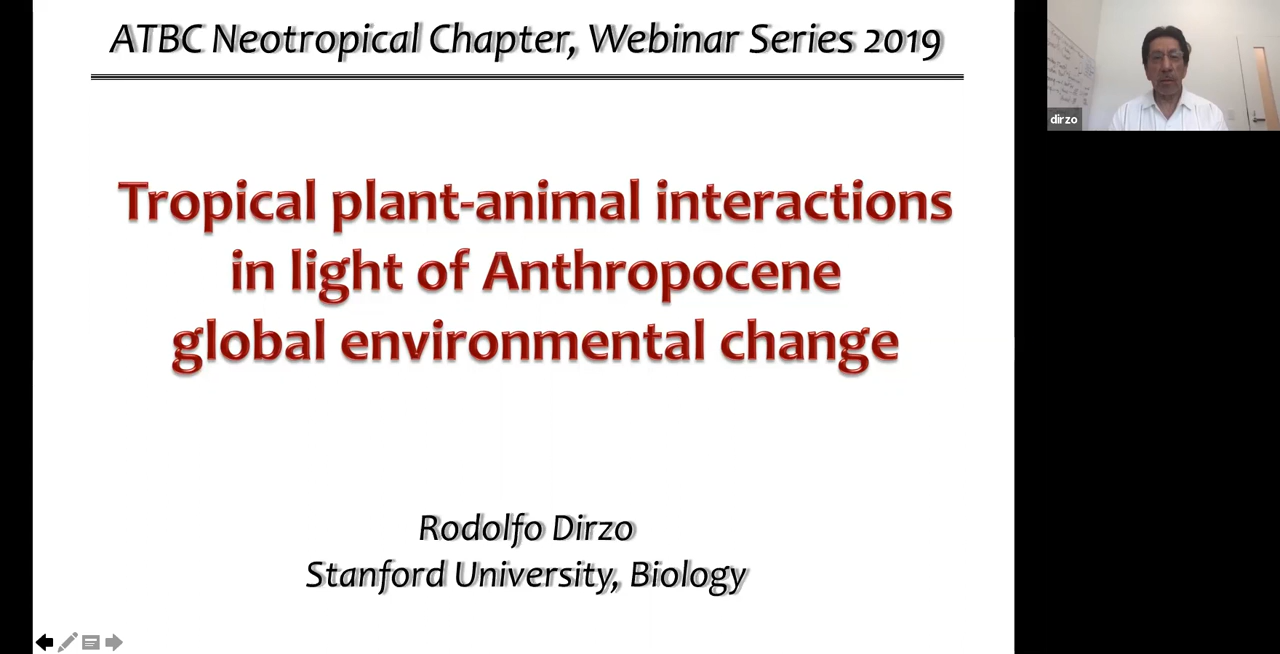 ATBC Neotropical Chapter, Webinar Series 2019
Tropical plant-animal interactions
in light of Anthropocene
global environmental change
Rodolfo Dirzo
Stanford University, Biology
dirzo